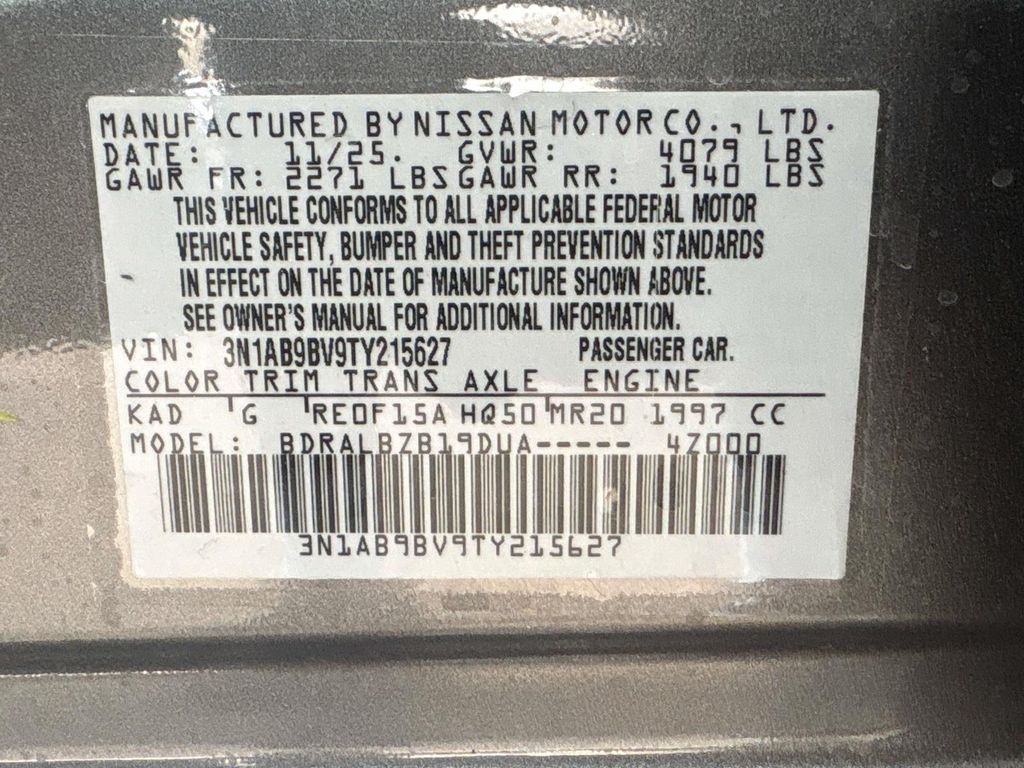 MANUFACTURED BY NISSAN MOTOR CO., LTD.
DATE: 11/25. GVWR: 4079 LBS
GAWR FR: 2271 LBS GAWR RR: 1940 LBS
THIS VEHICLE CONFORMS TO ALL APPLICABLE FEDERAL MOTOR
VEHICLE SAFETY, BUMPER AND THEFT PREVENTION STANDARDS
IN EFFECT ON THE DATE OF MANUFACTURE SHOWN ABOVE.
SEE OWNER'S MANUAL FOR ADDITIONAL INFORMATION.
VIN: 3N1AB9BV9TY215627 PASSENGER CAR.
COLOR TRIM TRANS AXLE ENGINE
KAD G RE0F15A HQ50 MR20 1997 CC
MODEL: BDRALBZB19DUA----- 4Z000
3N1AB9BV9TY215627